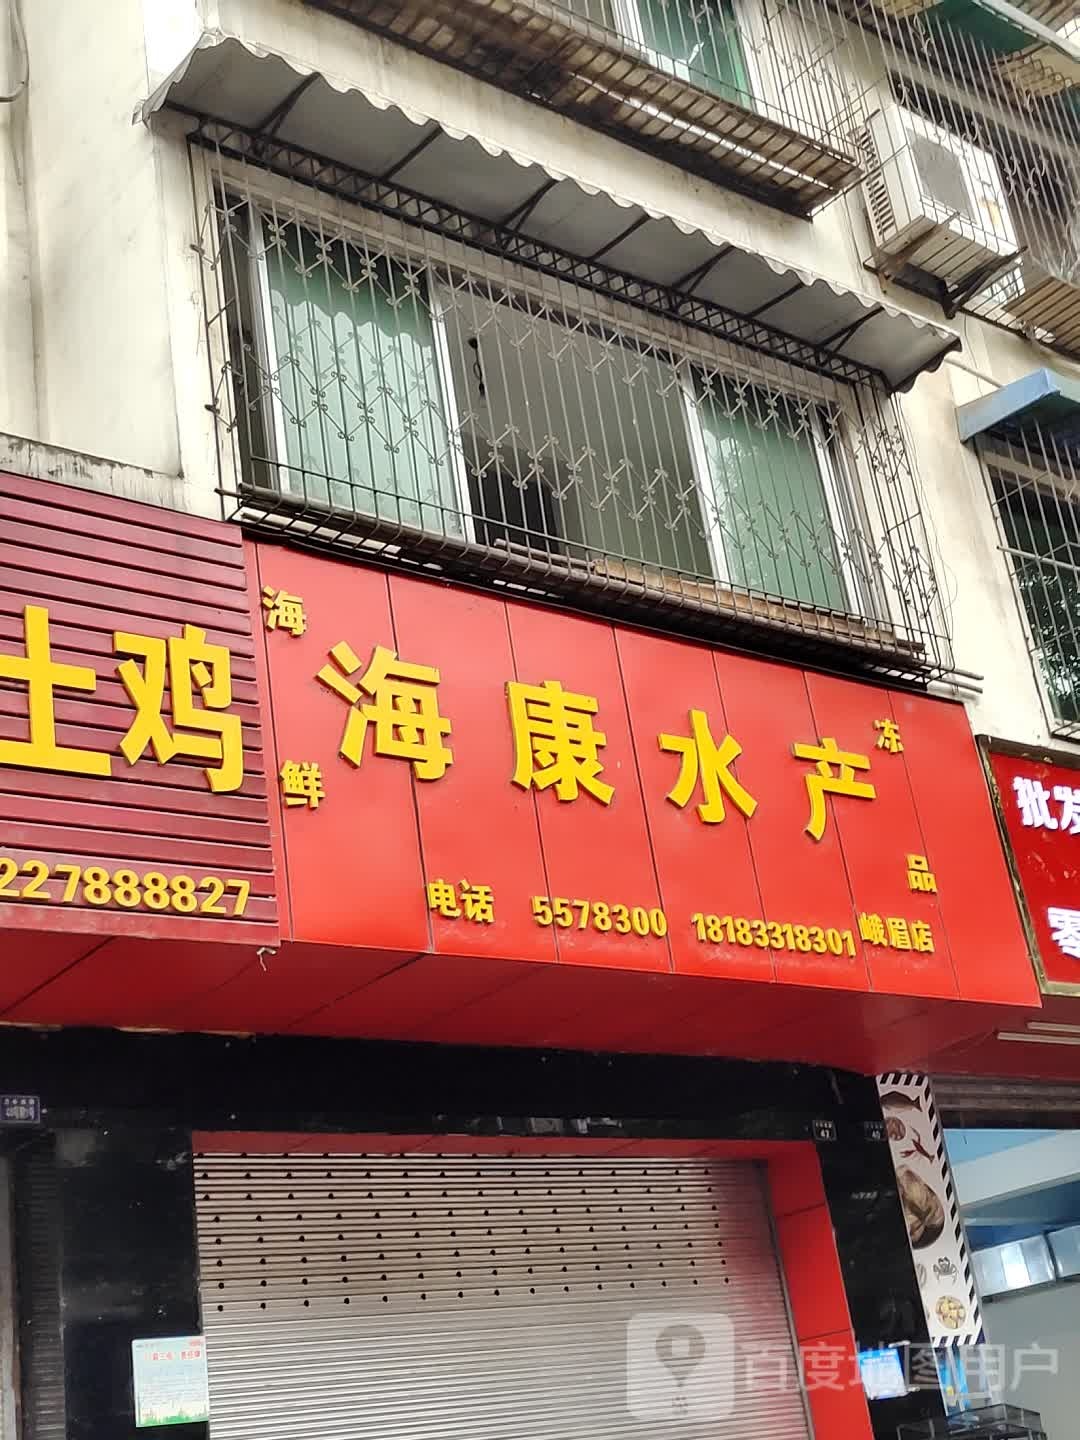 土鸡
227888827
海鲜
海康水产
冻品
电话 5578300 18183318301 峨眉店
批发
零
47
百度地图用户